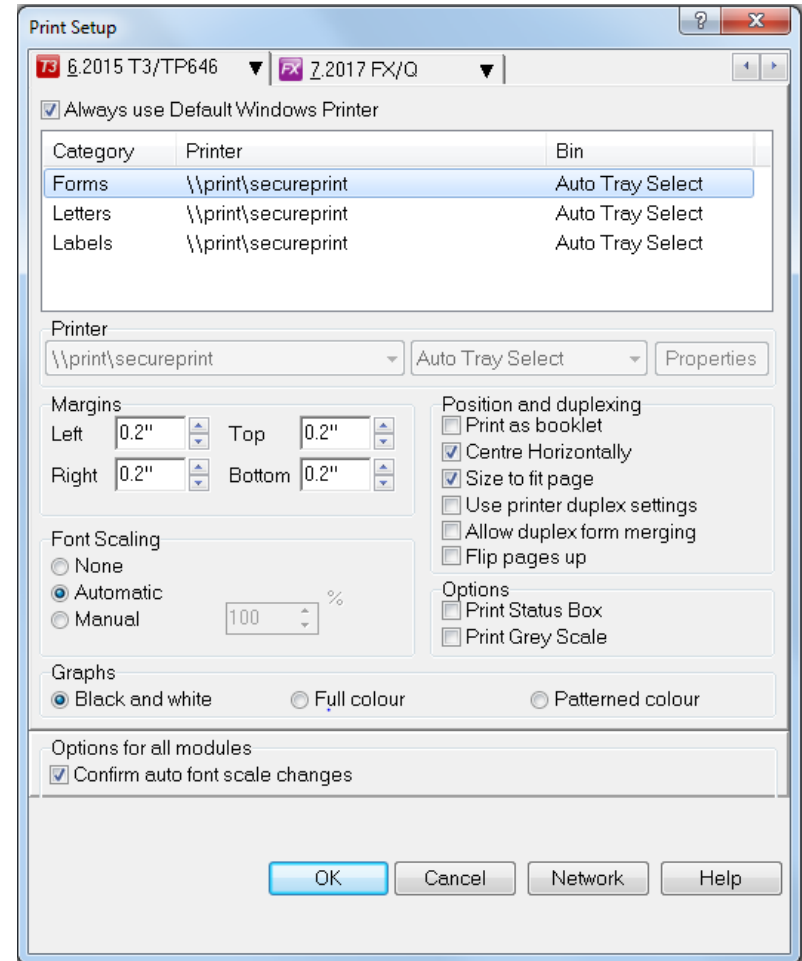 Print Setup
T3 6.2015 T3/TP646 ▼ FX 7.2017 FX/Q ▼
Always use Default Windows Printer
Category Printer Bin
Forms \\print\secureprint Auto Tray Select
Letters \\print\secureprint Auto Tray Select
Labels \\print\secureprint Auto Tray Select
Printer
\\print\secureprint Auto Tray Select Properties
Margins
Left 0.2" Top 0.2"
Right 0.2" Bottom 0.2"
Font Scaling
None
Automatic
Manual 100 %
Position and duplexing
Print as booklet
Centre Horizontally
Size to fit page
Use printer duplex settings
Allow duplex form merging
Flip pages up
Options
Print Status Box
Print Grey Scale
Graphs
Black and white Full colour Patterned colour
Options for all modules
Confirm auto font scale changes
OK Cancel Network Help